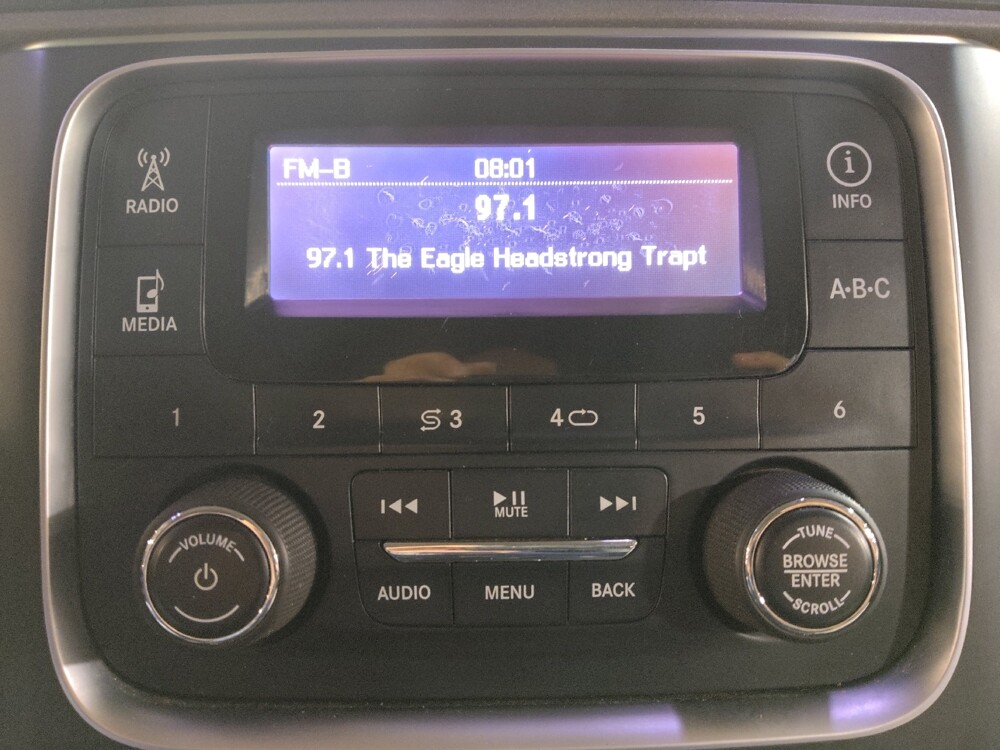 FM-B 08:01
97.1
97.1 The Eagle Headstrong Trapt
RADIO
MEDIA
INFO
A·B·C
1 2 3 4 5 6
MUTE
AUDIO MENU BACK
VOLUME
TUNE
BROWSE
ENTER
SCROLL